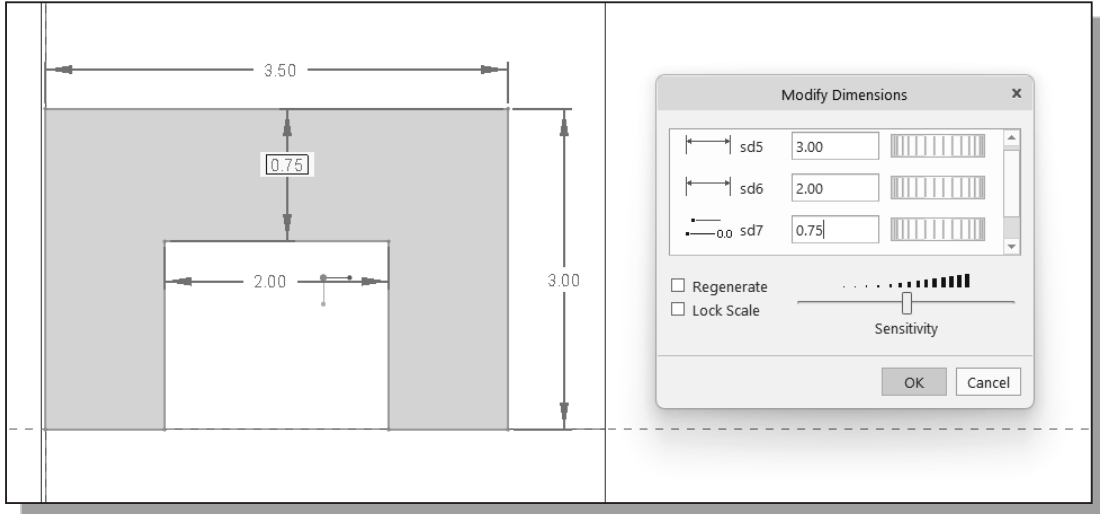 3.50
0.75
2.00
3.00
Modify Dimensions x
sd5 3.00
sd6 2.00
0.0 sd7 0.75
Regenerate
Lock Scale
Sensitivity
OK Cancel